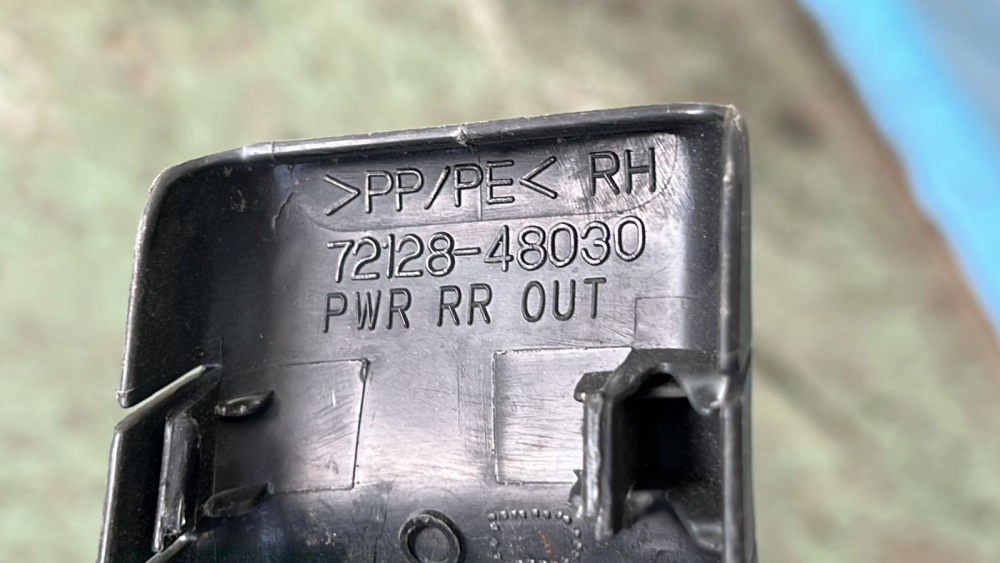 >PP/PE< RH
72128-48030
PWR RR OUT